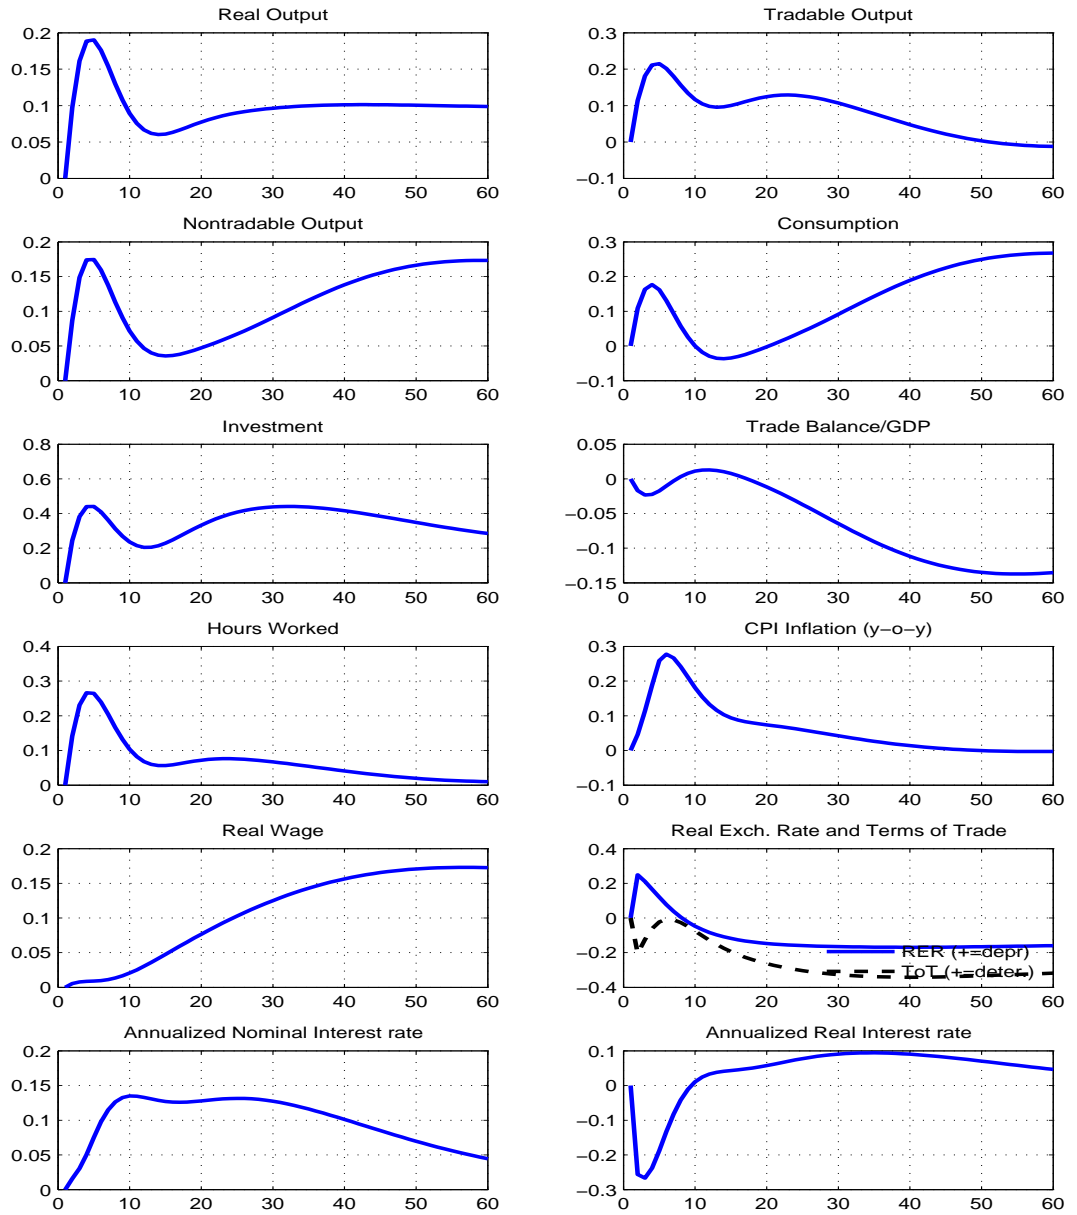 Real Output
0.2
0.15
0.1
0.05
0
0 10 20 30 40 50 60
Tradable Output
0.3
0.2
0.1
0
−0.1
0 10 20 30 40 50 60
Nontradable Output
0.2
0.15
0.1
0.05
0
0 10 20 30 40 50 60
Consumption
0.3
0.2
0.1
0
−0.1
0 10 20 30 40 50 60
Investment
0.8
0.6
0.4
0.2
0
0 10 20 30 40 50 60
Trade Balance/GDP
0.05
0
−0.05
−0.1
−0.15
0 10 20 30 40 50 60
Hours Worked
0.4
0.3
0.2
0.1
0
0 10 20 30 40 50 60
CPI Inflation (y−o−y)
0.3
0.2
0.1
0
−0.1
0 10 20 30 40 50 60
Real Wage
0.2
0.15
0.1
0.05
0
0 10 20 30 40 50 60
Real Exch. Rate and Terms of Trade
0.4
0.2
0
−0.2
−0.4
0 10 20 30 40 50 60
RER (+=depr)
ToT (+=deter.)
Annualized Nominal Interest rate
0.2
0.15
0.1
0.05
0
0 10 20 30 40 50 60
Annualized Real Interest rate
0.1
0
−0.1
−0.2
−0.3
0 10 20 30 40 50 60